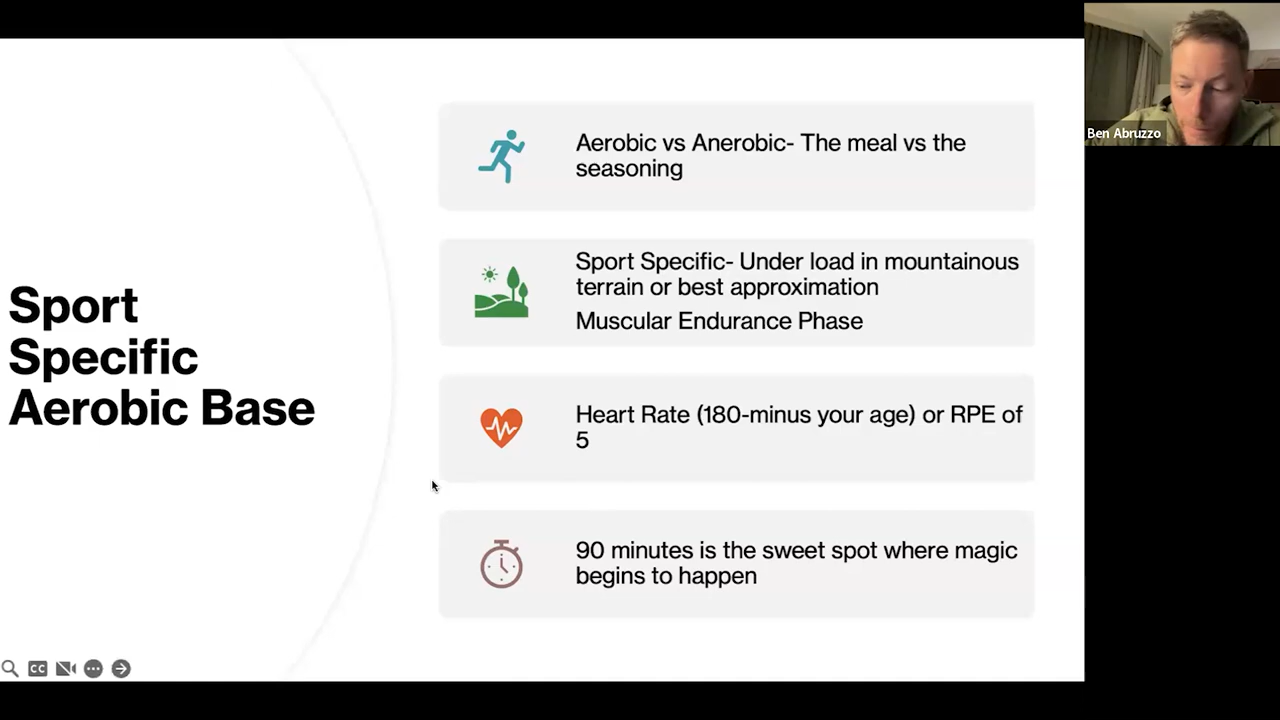 Sport
Specific
Aerobic Base
Aerobic vs Anerobic- The meal vs the
seasoning
Sport Specific- Under load in mountainous
terrain or best approximation
Muscular Endurance Phase
Heart Rate (180-minus your age) or RPE of
5
90 minutes is the sweet spot where magic
begins to happen
Ben Abruzzo
CC